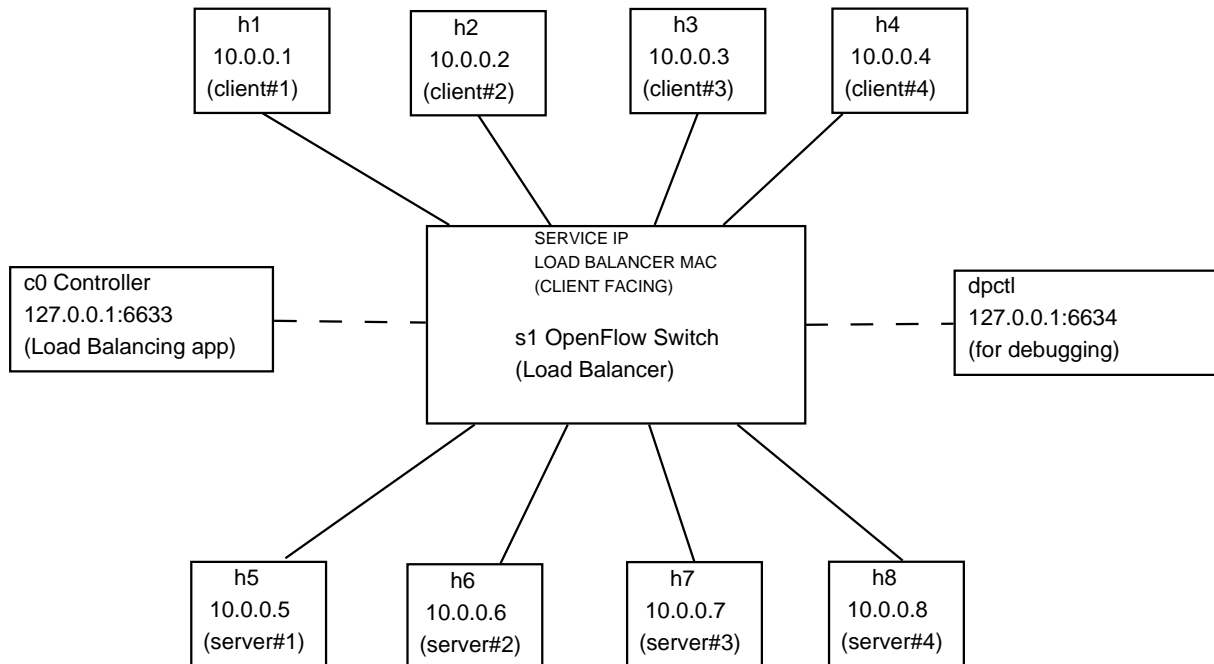 h1
10.0.0.1
(client#1)
h2
10.0.0.2
(client#2)
h3
10.0.0.3
(client#3)
h4
10.0.0.4
(client#4)
SERVICE IP
LOAD BALANCER MAC
(CLIENT FACING)
s1 OpenFlow Switch
(Load Balancer)
c0 Controller
127.0.0.1:6633
(Load Balancing app)
dpctl
127.0.0.1:6634
(for debugging)
h5
10.0.0.5
(server#1)
h6
10.0.0.6
(server#2)
h7
10.0.0.7
(server#3)
h8
10.0.0.8
(server#4)